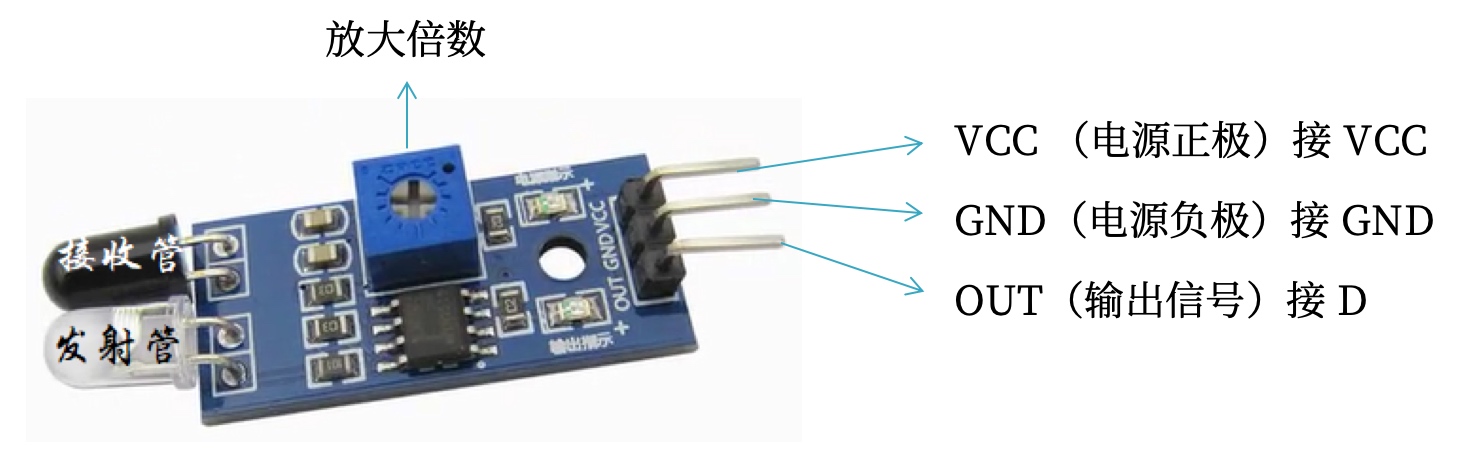 放大倍数
VCC （电源正极）接 VCC
GND（电源负极）接 GND
OUT（输出信号）接 D
电源指示
+
接收管
发射管
OUT GND VCC
输出指示
+